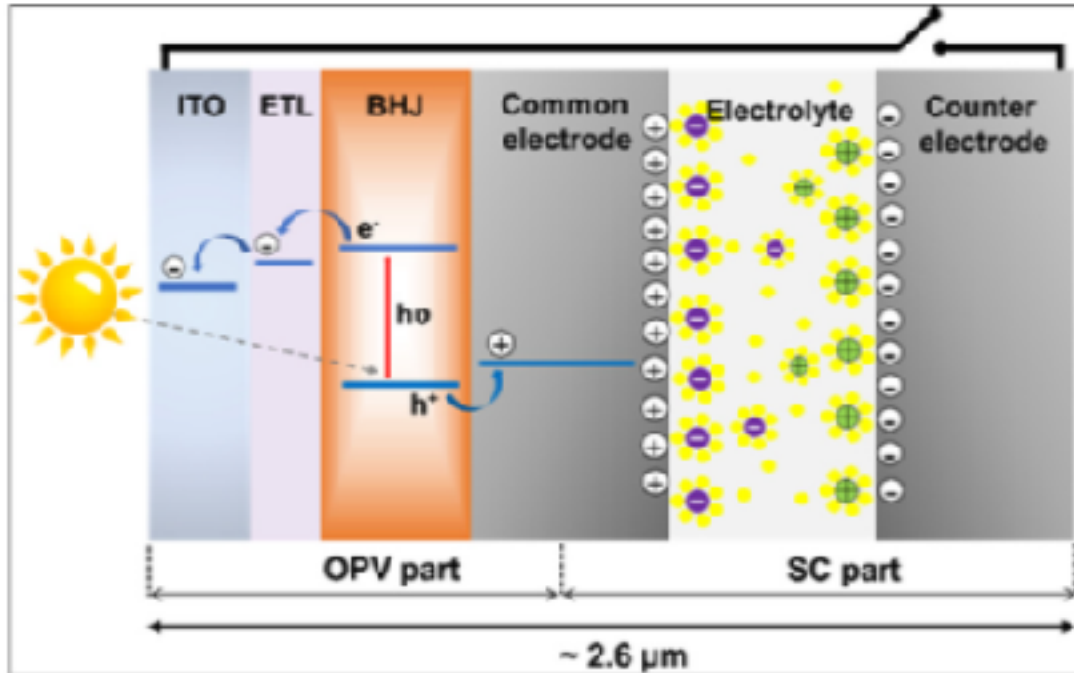 ITO
ETL
BHJ
Common
electrode
Electrolyte
Counter
electrode
e-
hυ
h+
OPV part
SC part
~ 2.6 µm